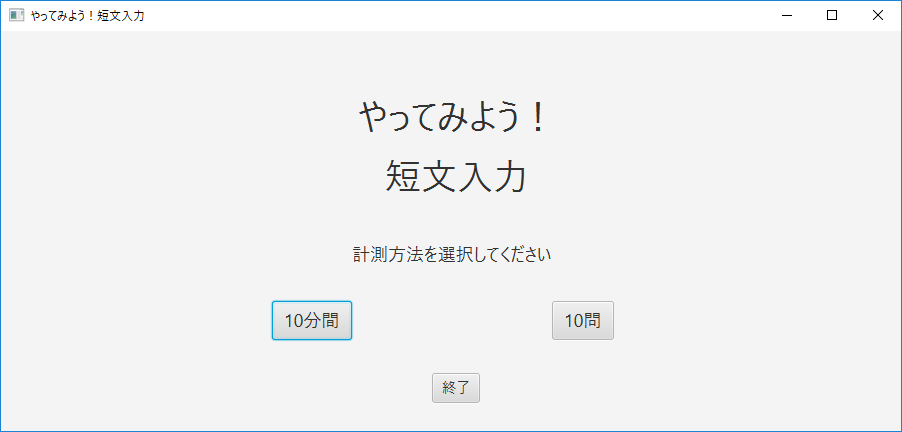 やってみよう！短文入力
やってみよう！
短文入力
計測方法を選択してください
10分間
10問
終了